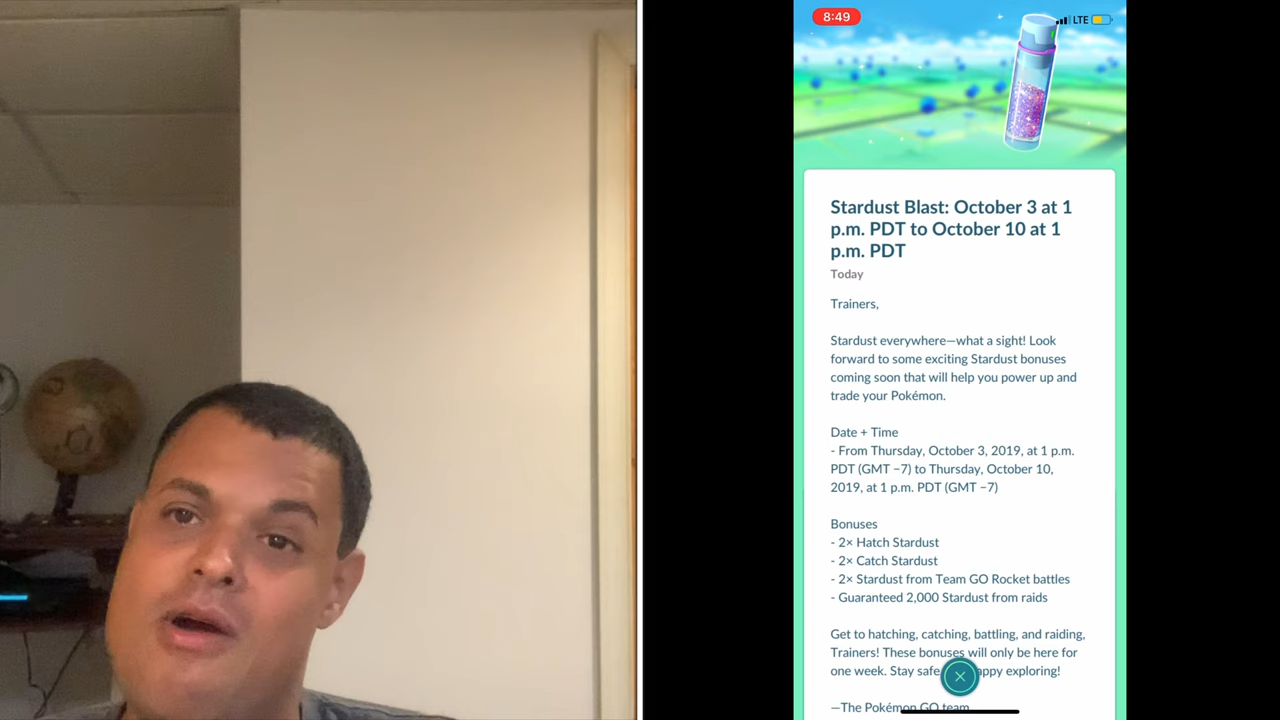 8:49
LTE
Stardust Blast: October 3 at 1
p.m. PDT to October 10 at 1
p.m. PDT
Today
Trainers,
Stardust everywhere—what a sight! Look
forward to some exciting Stardust bonuses
coming soon that will help you power up and
trade your Pokémon.
Date + Time
- From Thursday, October 3, 2019, at 1 p.m.
PDT (GMT −7) to Thursday, October 10,
2019, at 1 p.m. PDT (GMT −7)
Bonuses
- 2× Hatch Stardust
- 2× Catch Stardust
- 2× Stardust from Team GO Rocket battles
- Guaranteed 2,000 Stardust from raids
Get to hatching, catching, battling, and raiding,
Trainers! These bonuses will only be here for
one week. Stay safe exploring!
—The Pokémon GO team